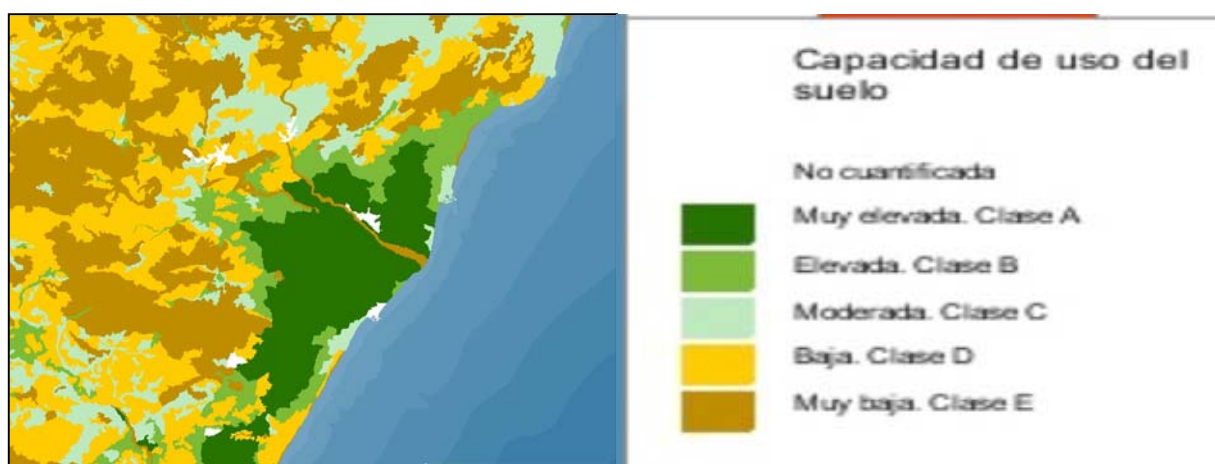 Capacidad de uso del
suelo
No cuantificada
Muy elevada. Clase A
Elevada. Clase B
Moderada. Clase C
Baja. Clase D
Muy baja. Clase E